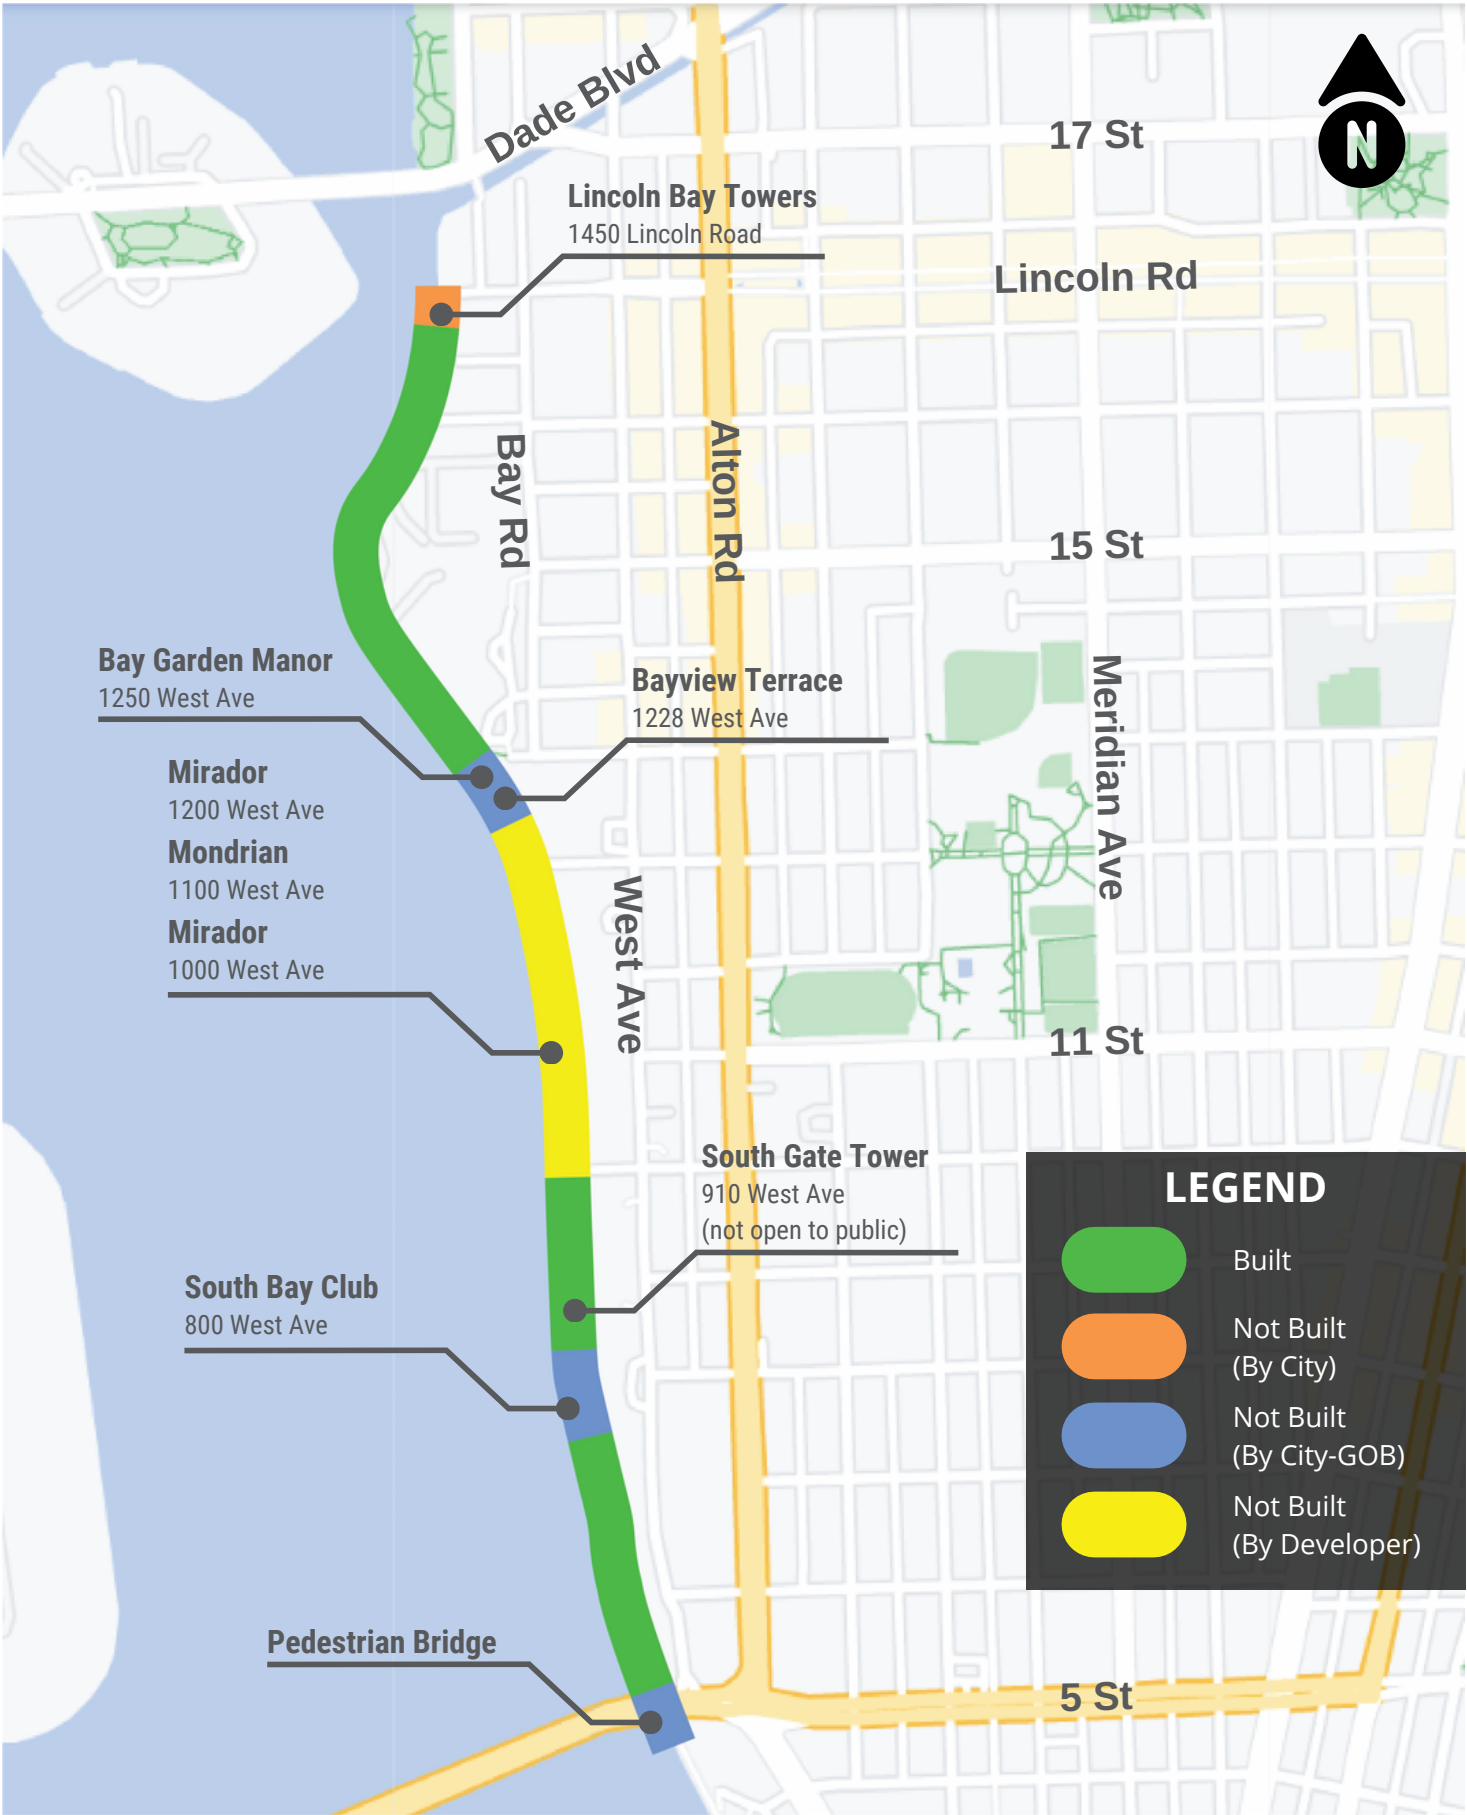 Dade Blvd
17 St
N
Lincoln Bay Towers
1450 Lincoln Road
Lincoln Rd
Bay Rd
Alton Rd
15 St
Bay Garden Manor
1250 West Ave
Bayview Terrace
1228 West Ave
Meridian Ave
Mirador
1200 West Ave
Mondrian
1100 West Ave
Mirador
1000 West Ave
West Ave
11 St
South Gate Tower
910 West Ave
(not open to public)
South Bay Club
800 West Ave
LEGEND
Built
Not Built
(By City)
Not Built
(By City-GOB)
Not Built
(By Developer)
Pedestrian Bridge
5 St